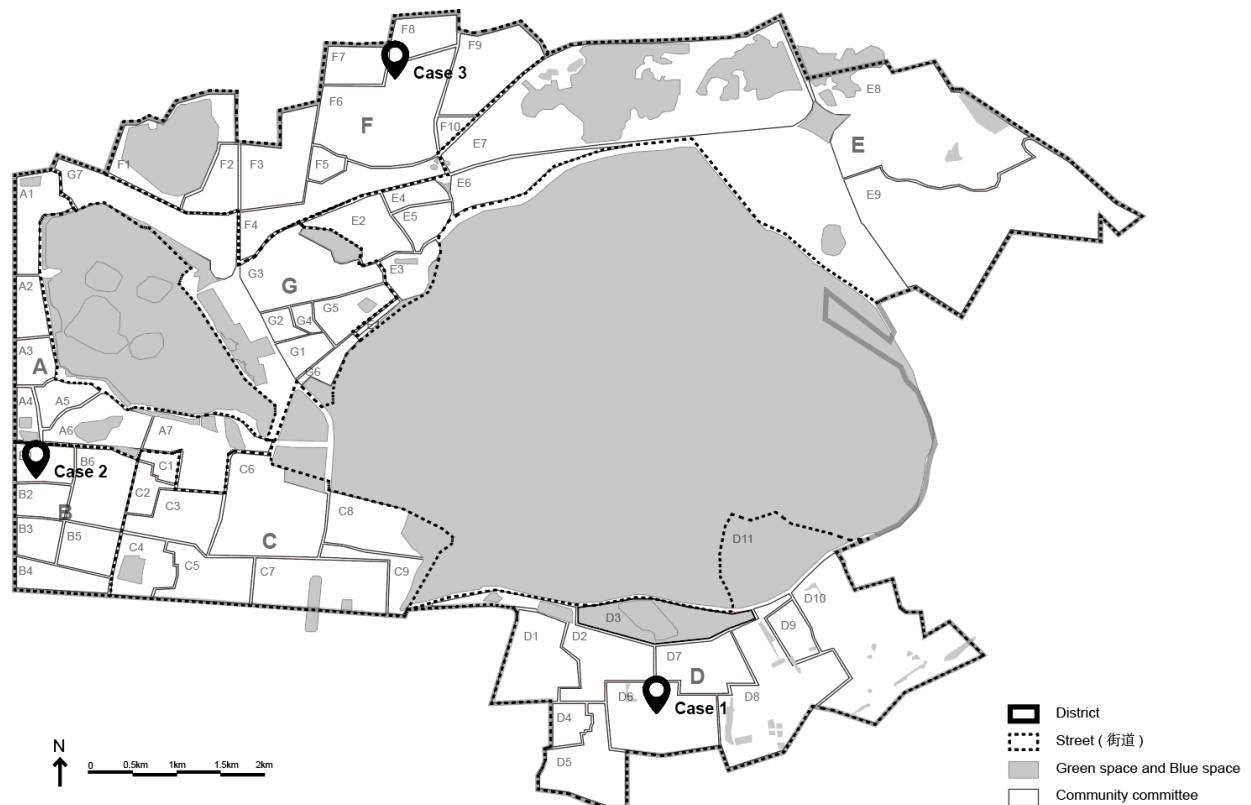 F8
F9
F7
Case 3
F6
F
F10
E7
E8
E
E9
F1
F2
F3
F5
G7
A1
E6
E4
E2
E5
F4
G3
E3
G
A2
G5
G2
G4
G1
G6
A3
A
A4
A5
A6
A7
B6
Case 2
C1
C6
B2
C2
C3
B
B3
B5
C8
C
C4
C5
B4
C7
C9
D11
D10
D3
D9
D1
D2
D7
D
D6
D8
Case 1
D4
D5
N
0 0.5km 1km 1.5km 2km
District
Street ( 街道 )
Green space and Blue space
Community committee